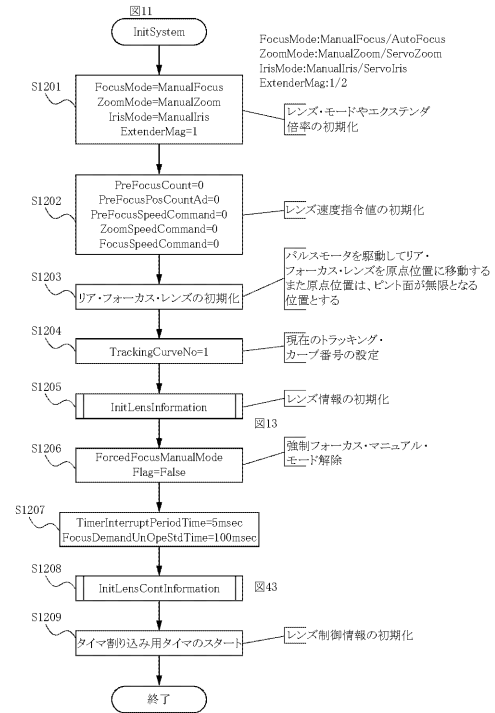 図11
InitSystem
FocusMode:ManualFocus/AutoFocus
ZoomMode:ManualZoom/ServoZoom
IrisMode:ManualIris/ServoIris
ExtenderMag:1/2
S1201
FocusMode=ManualFocus
ZoomMode=ManualZoom
IrisMode=ManualIris
ExtenderMag=1
レンズ・モードやエクステンダ
倍率の初期化
S1202
PreFocusCount=0
PreFocusPosCountAd=0
PreFocusSpeedCommand=0
ZoomSpeedCommand=0
FocusSpeedCommand=0
レンズ速度指令値の初期化
S1203
リア・フォーカス・レンズの初期化
パルスモータを駆動してリア・
フォーカス・レンズを原点位置に移動する
また原点位置は、ピント面が無限となる
位置とする
S1204
TrackingCurveNo=1
現在のトラッキング・
カーブ番号の設定
S1205
InitLensInformation
レンズ情報の初期化
図13
S1206
ForcedFocusManualMode
Flag=False
強制フォーカス・マニュアル・
モード解除
S1207
TimerInterruptPeriodTime=5msec
FocusDemandUnOpeStdTime=100msec
S1208
InitLensContInformation
図43
S1209
タイマ割り込み用タイマのスタート
レンズ制御情報の初期化
終了